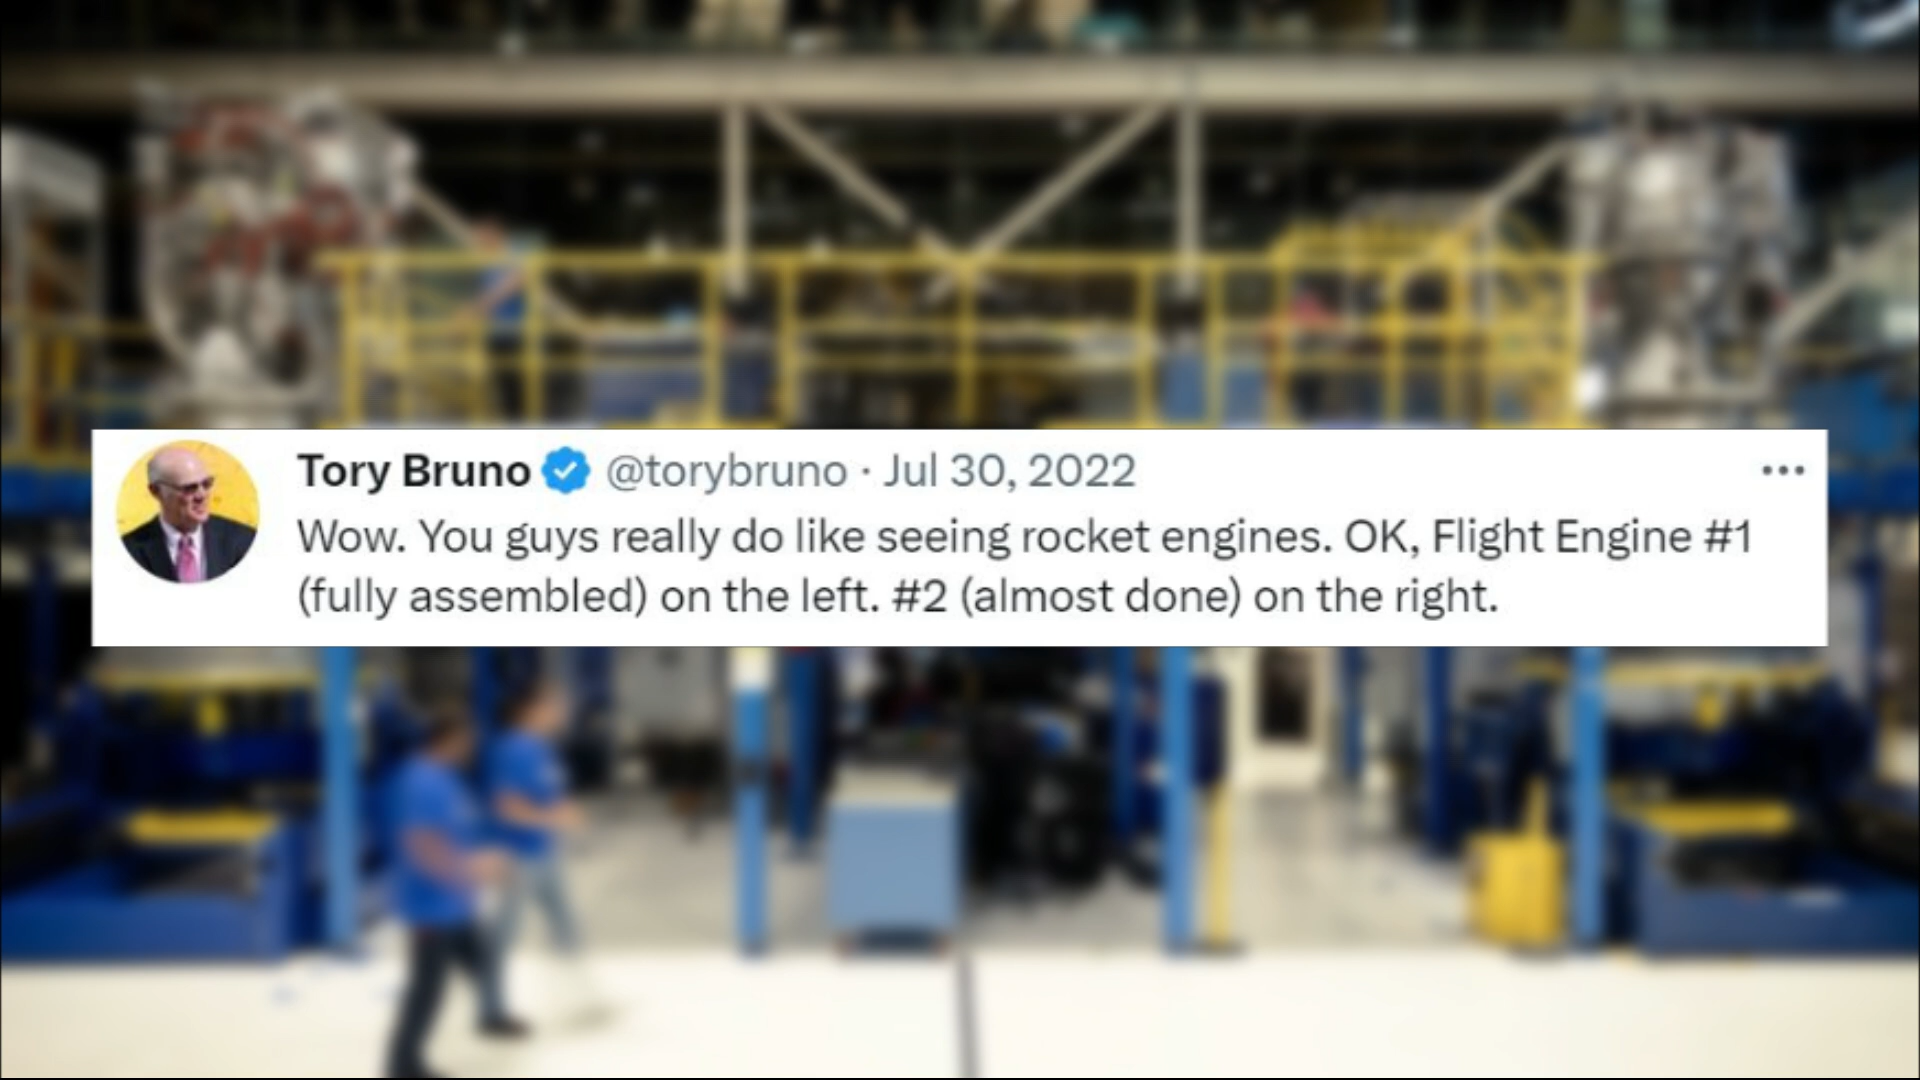 Tory Bruno @torybruno · Jul 30, 2022
Wow. You guys really do like seeing rocket engines. OK, Flight Engine #1
(fully assembled) on the left. #2 (almost done) on the right.